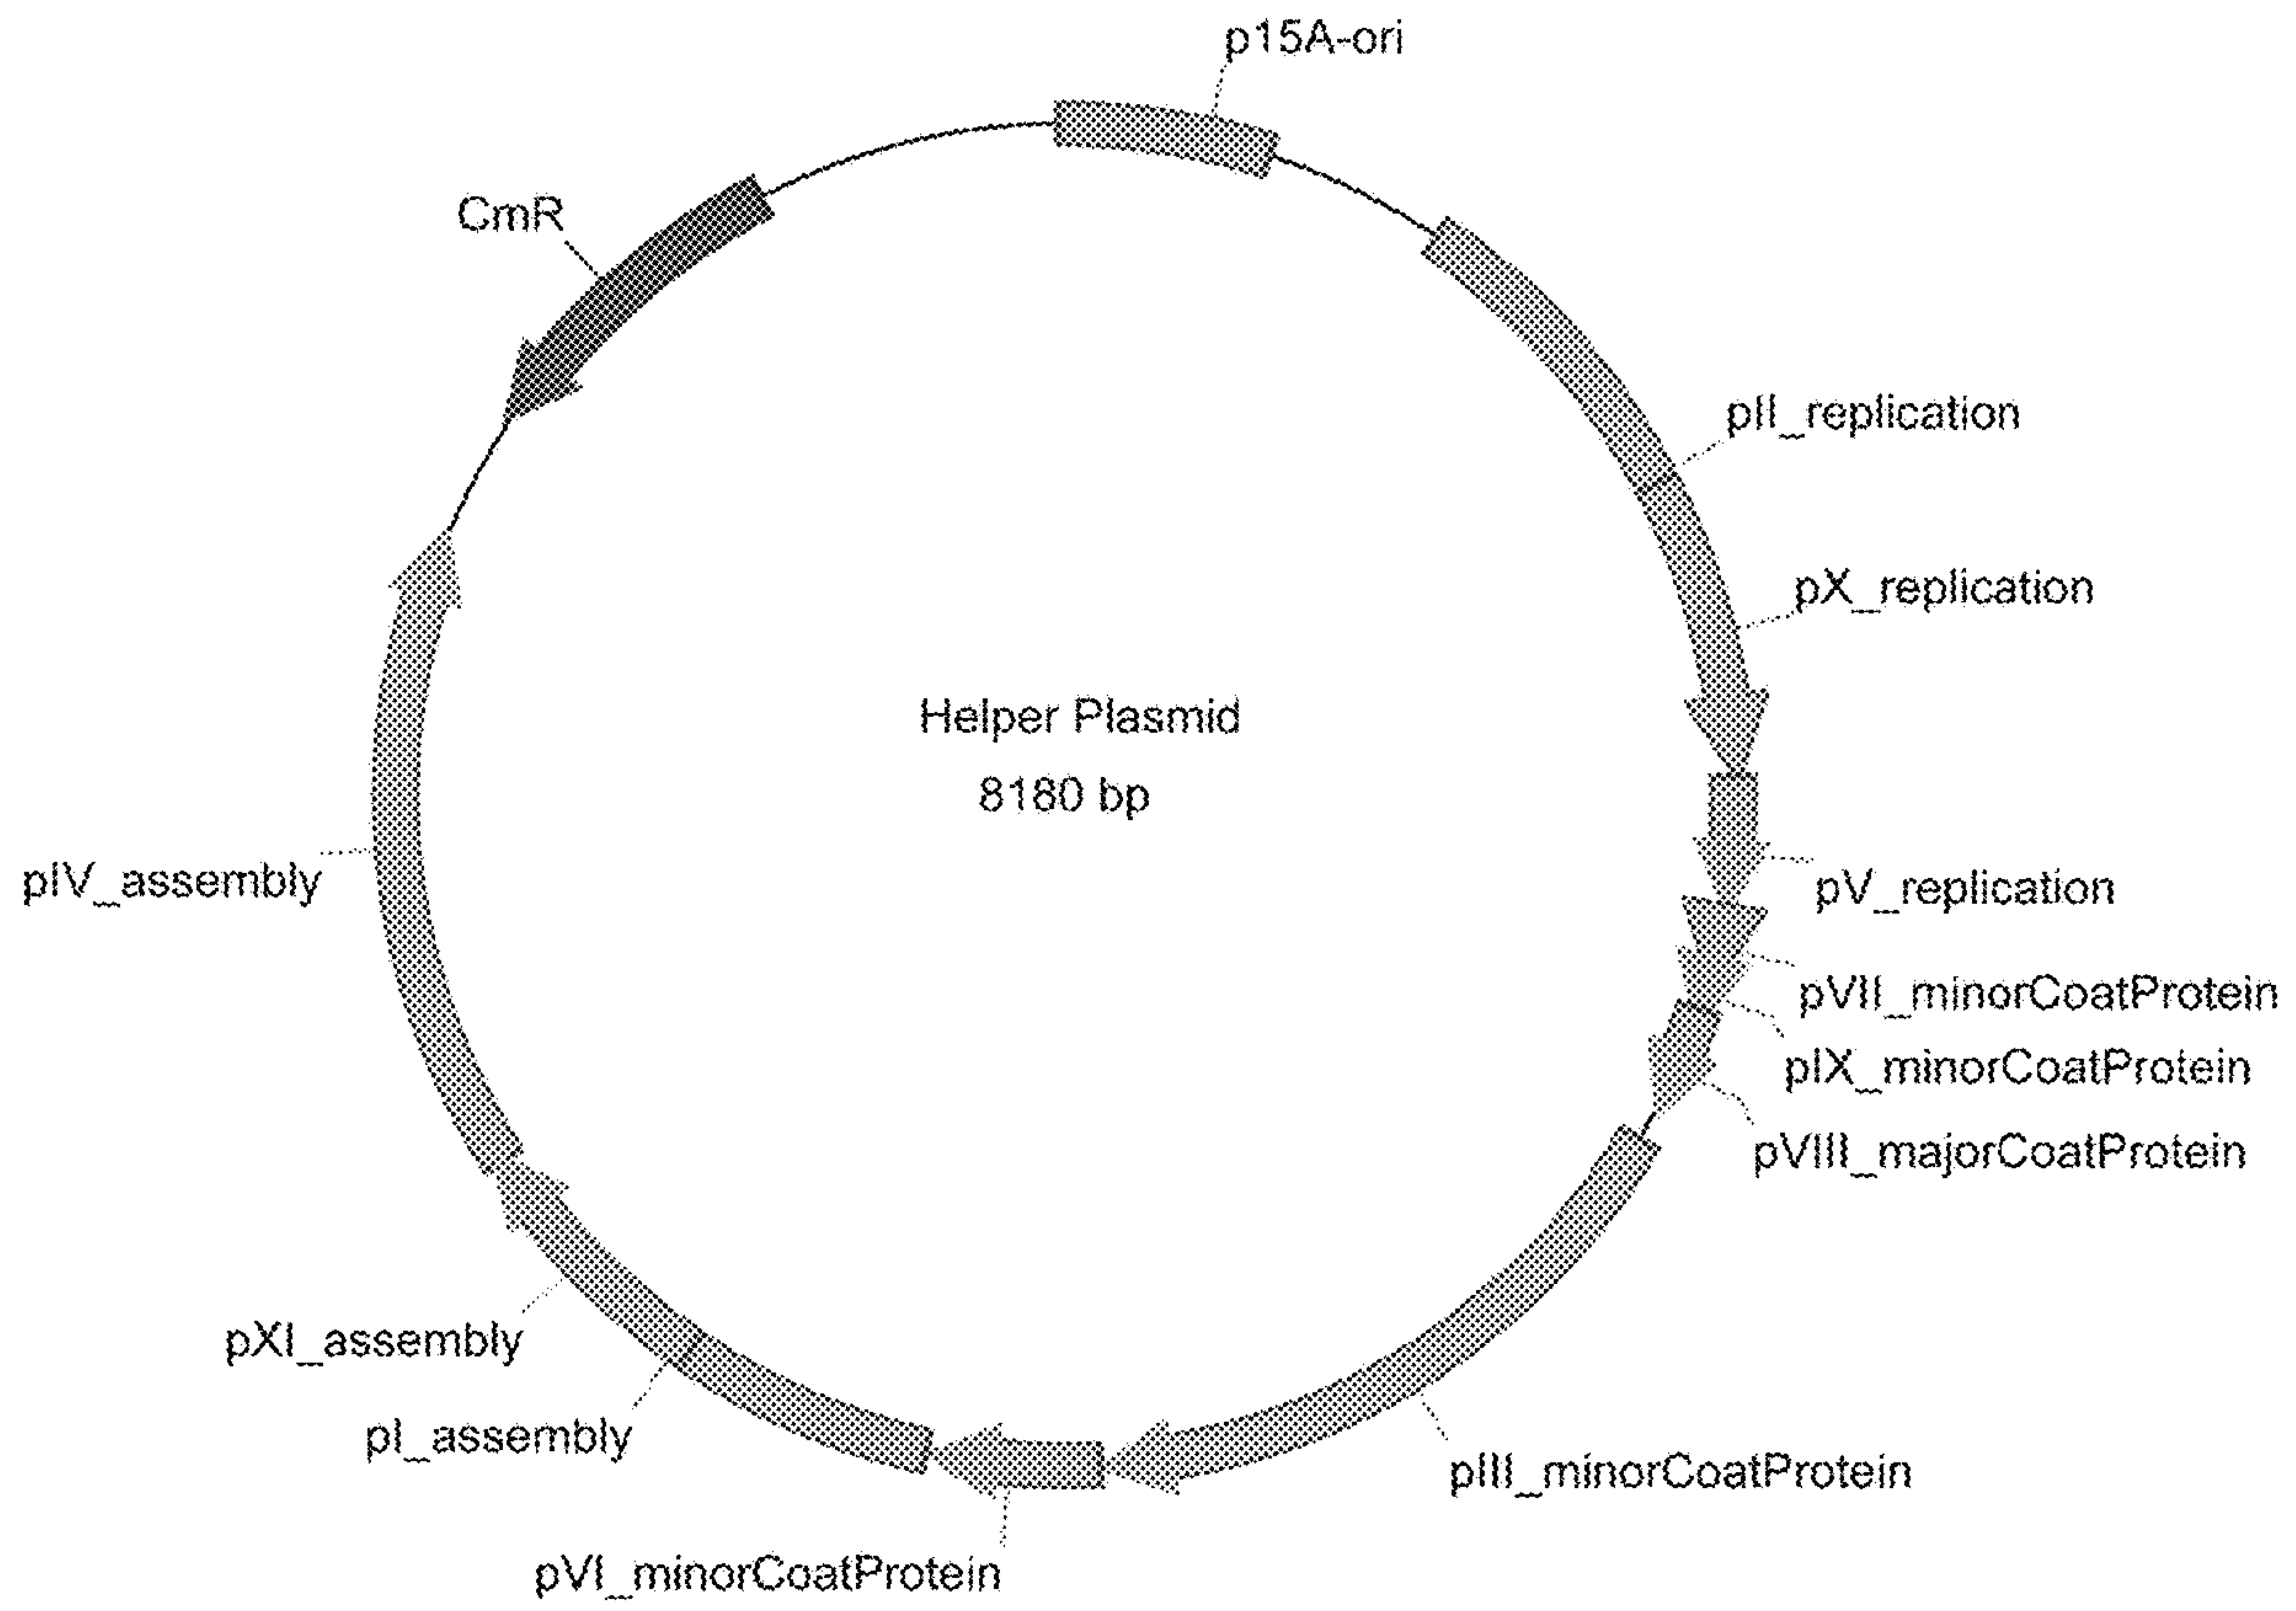 p15A-ori
CmR
pII_replication
pX_replication
Helper Plasmid
8180 bp
pIV_assembly
pV_replication
pVII_minorCoatProtein
pIX_minorCoatProtein
pVIII_majorCoatProtein
pXI_assembly
pI_assembly
pIII_minorCoatProtein
pVI_minorCoatProtein